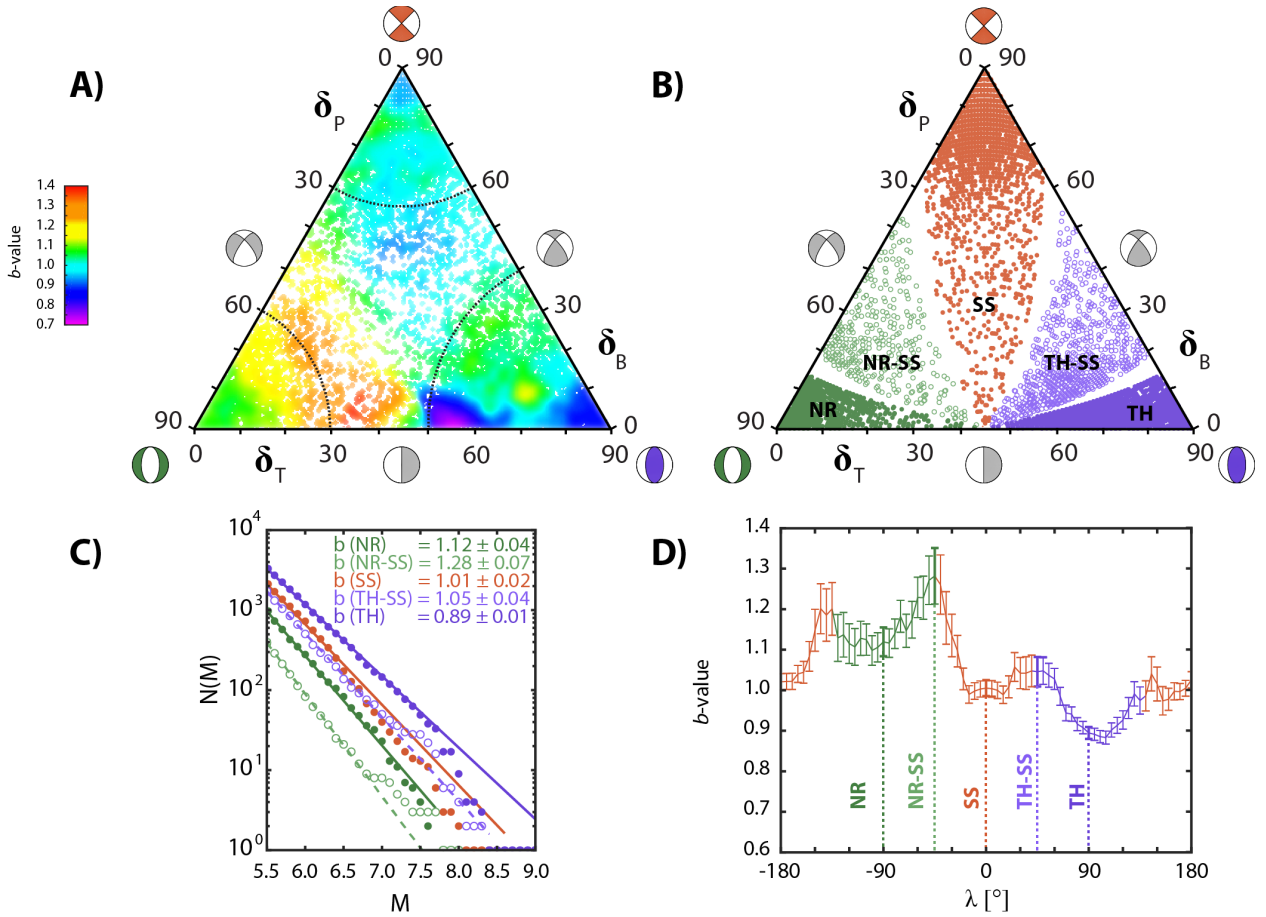 A)
0 90
δP
30
60
60
30
δB
90
0
0
30
60
90
δT
1.4
1.3
1.2
1.1
1.0
0.9
0.8
0.7
b-value
B)
0 90
δP
30
60
60
30
δB
SS
NR-SS
TH-SS
NR
TH
90
0
0
30
60
90
δT
C)
10^4
10^3
10^2
10^1
10^0
N(M)
b (NR) = 1.12 ± 0.04
b (NR-SS) = 1.28 ± 0.07
b (SS) = 1.01 ± 0.02
b (TH-SS) = 1.05 ± 0.04
b (TH) = 0.89 ± 0.01
5.5 6.0 6.5 7.0 7.5 8.0 8.5 9.0
M
D)
1.4
1.3
1.2
1.1
1.0
0.9
0.8
0.7
0.6
b-value
NR
NR-SS
SS
TH-SS
TH
-180 -90 0 90 180
λ [°]